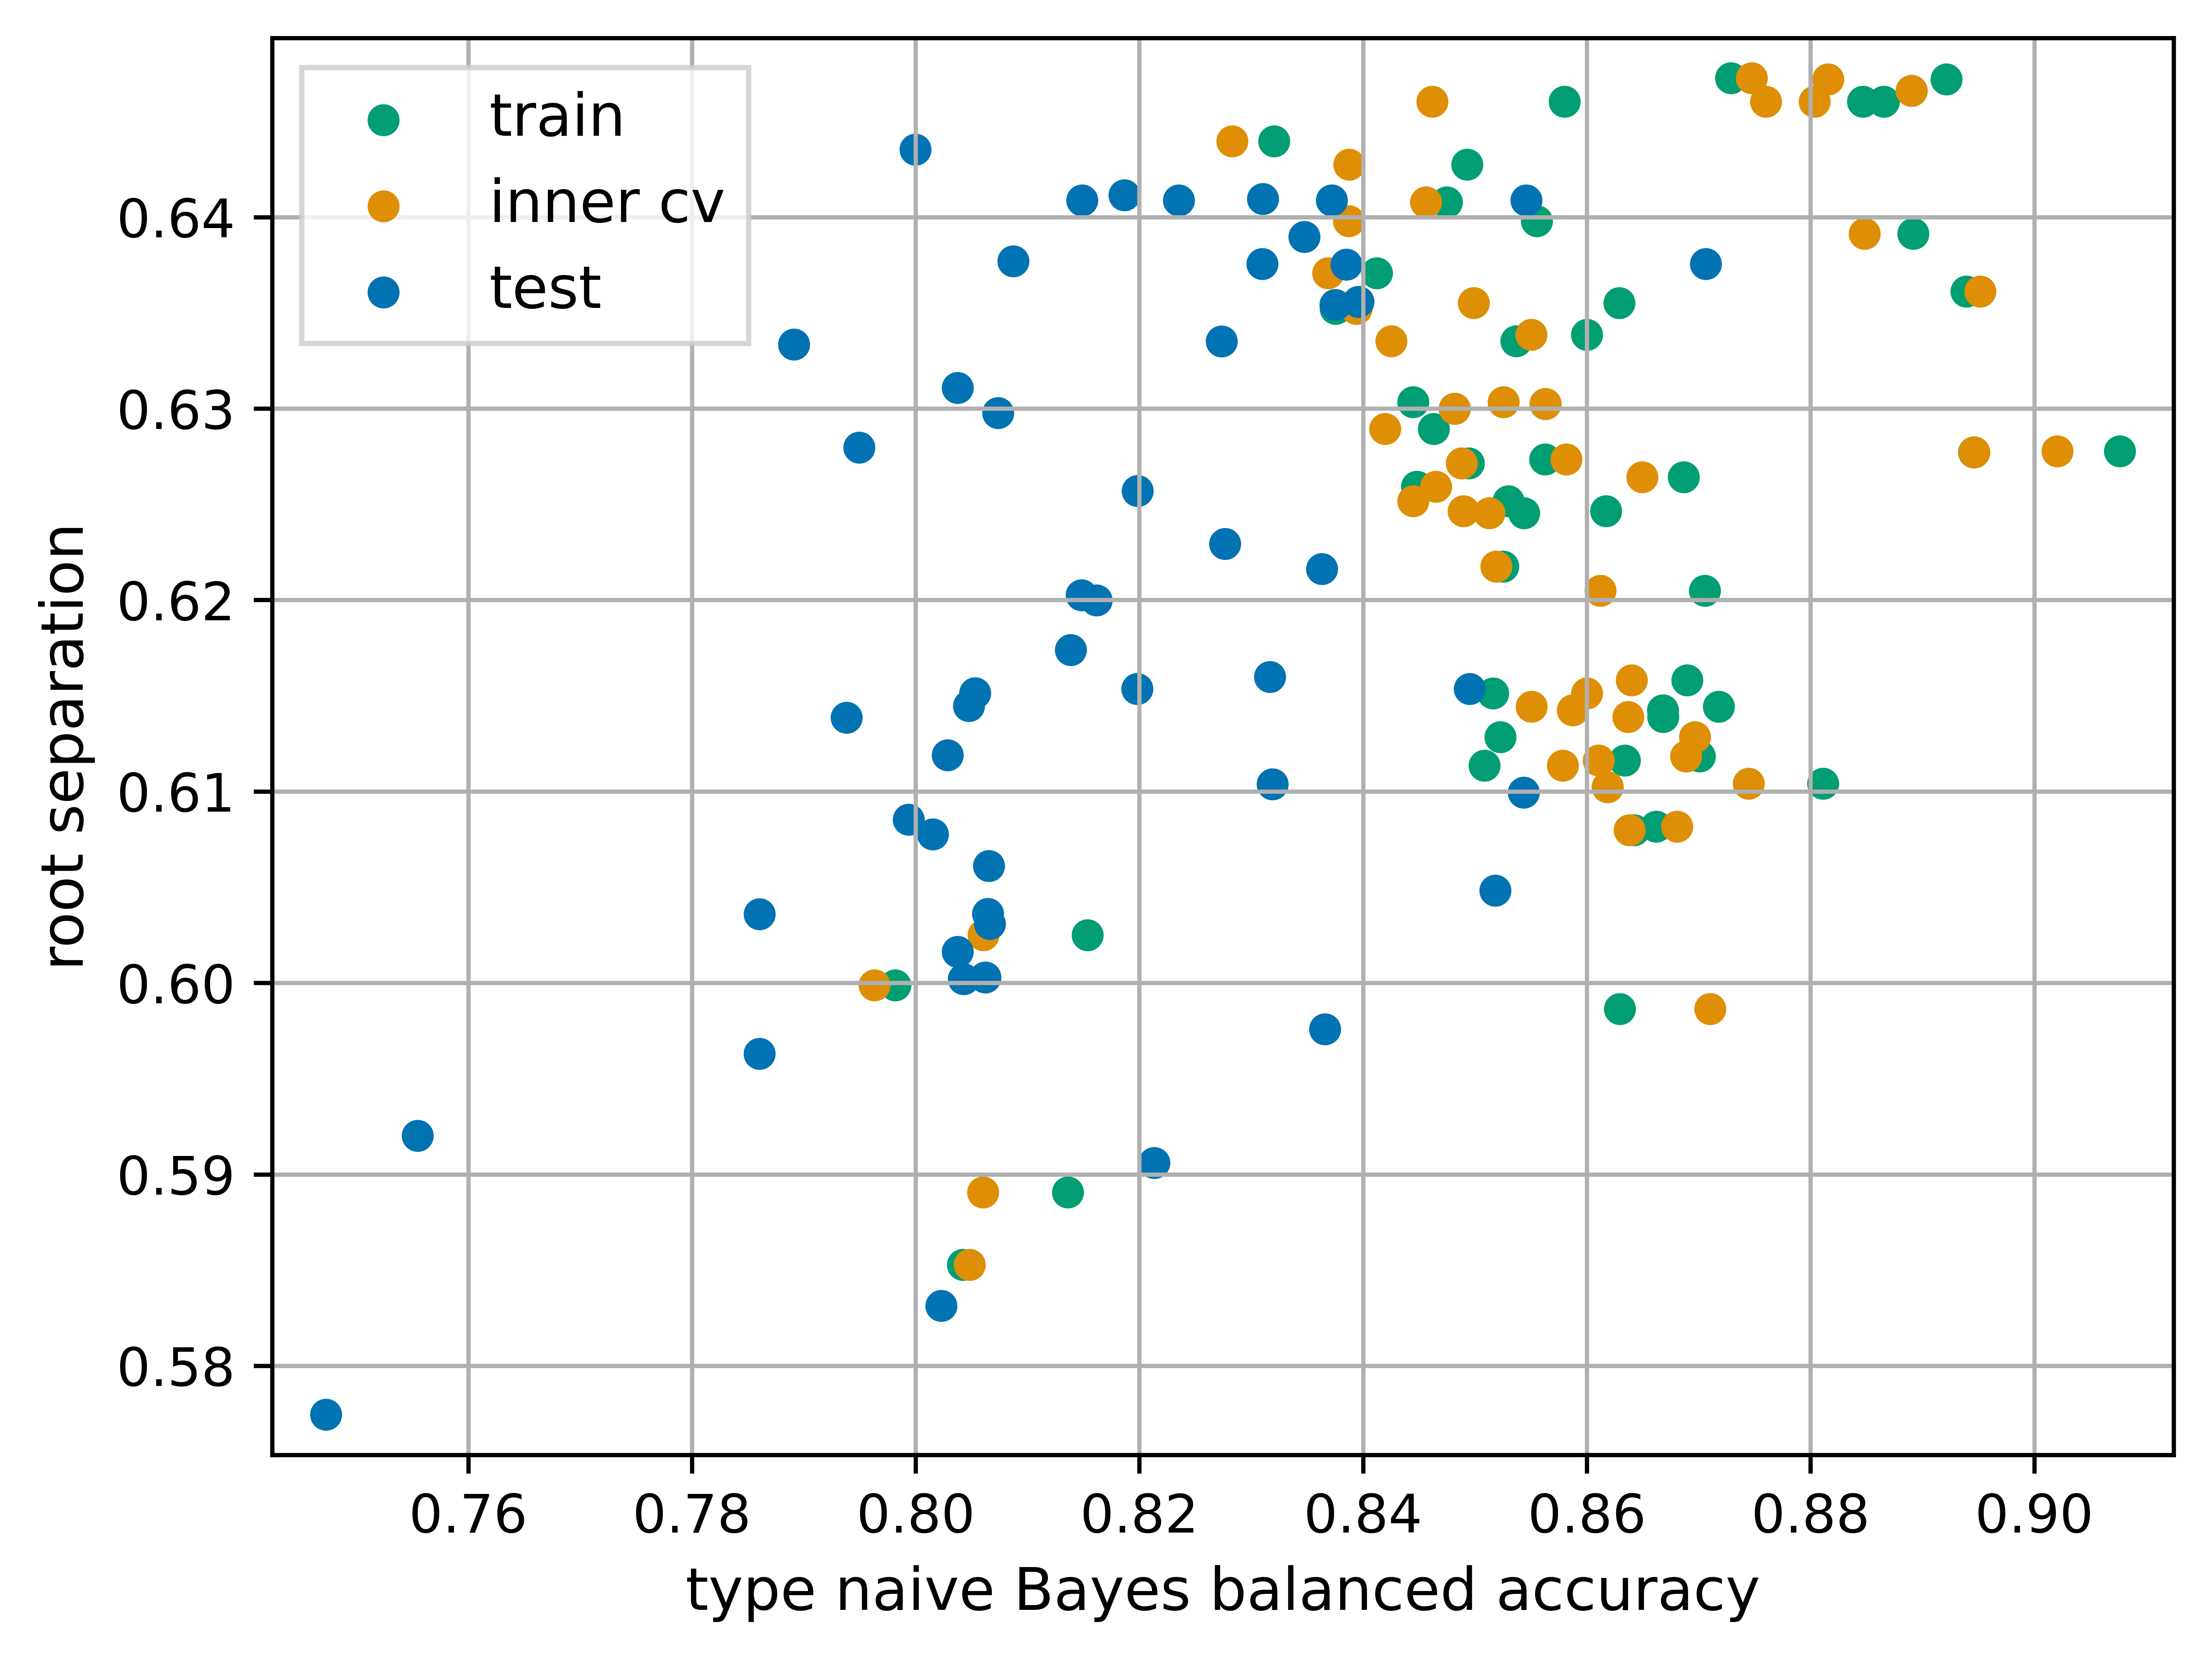 train
inner cv
test
0.64
0.63
0.62
0.61
0.60
0.59
0.58
root separation
0.76 0.78 0.80 0.82 0.84 0.86 0.88 0.90
type naive Bayes balanced accuracy